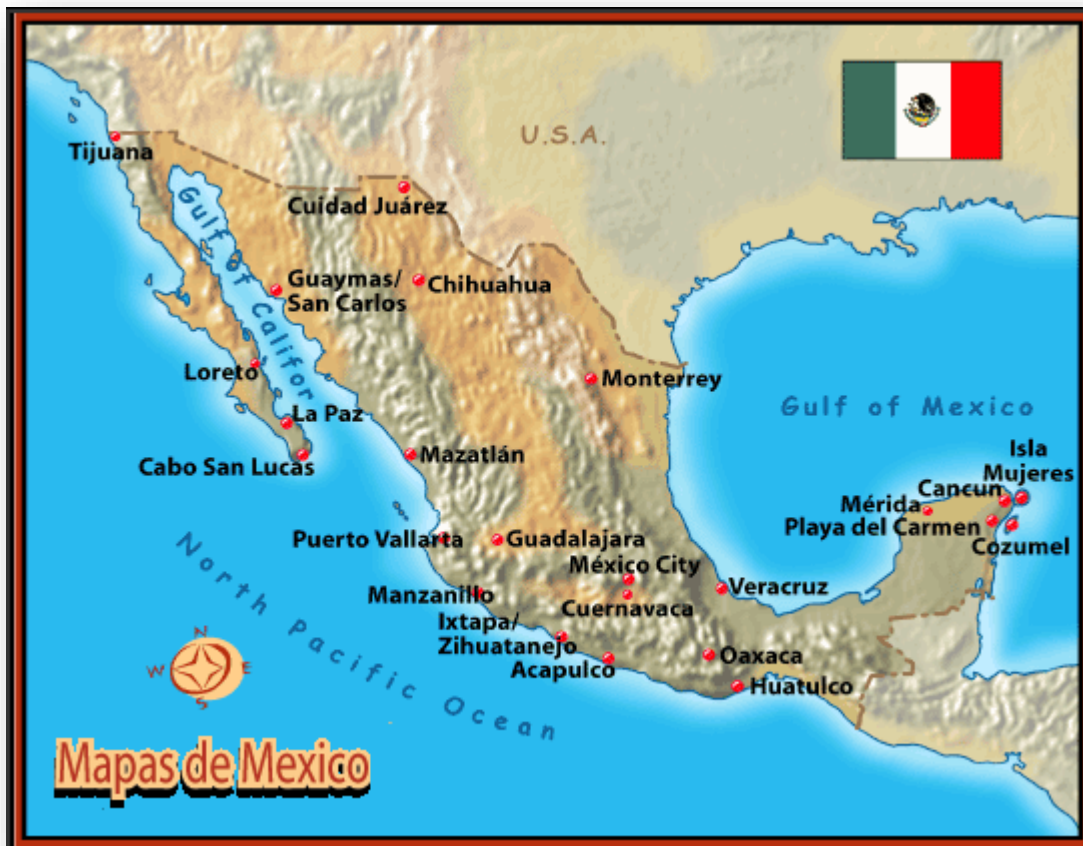 U.S.A.
Tijuana
Cuidad Juárez
Gulf of Califor
Guaymas/
San Carlos
Chihuahua
Loreto
Monterrey
La Paz
Gulf of Mexico
Cabo San Lucas
Mazatlán
Isla
Mujeres
Cancun
Mérida
Playa del Carmen
Cozumel
Puerto Vallarta
Guadalajara
México City
Veracruz
Manzanillo
Cuernavaca
Ixtapa/
Zihuatanejo
Acapulco
Oaxaca
Huatulco
North Pacific Ocean
N
W
E
S
Mapas de Mexico